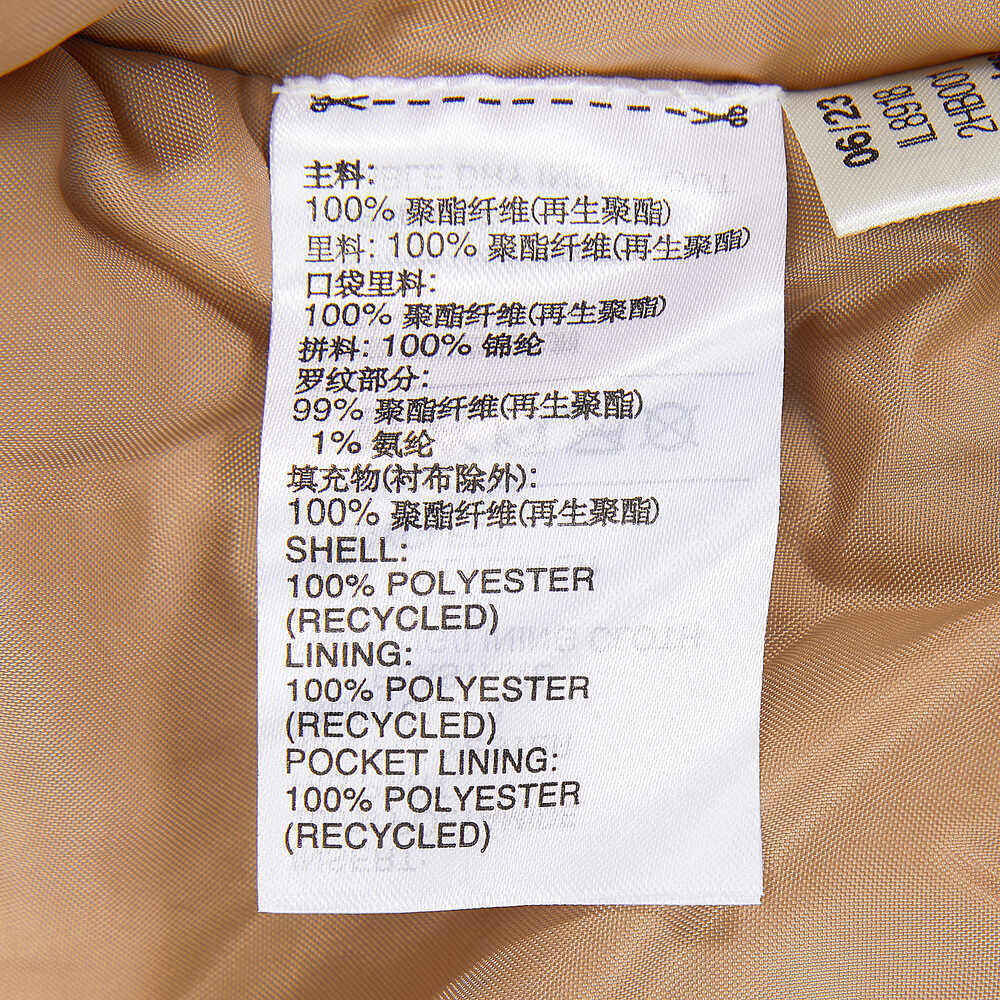 主料:
100% 聚酯纤维(再生聚酯)
里料: 100% 聚酯纤维(再生聚酯)
口袋里料:
100% 聚酯纤维(再生聚酯)
拼料: 100% 锦纶
罗纹部分:
99% 聚酯纤维(再生聚酯)
1% 氨纶
填充物(衬布除外):
100% 聚酯纤维(再生聚酯)
SHELL:
100% POLYESTER
(RECYCLED)
LINING:
100% POLYESTER
(RECYCLED)
POCKET LINING:
100% POLYESTER
(RECYCLED)
06/23
L8918
2HB001